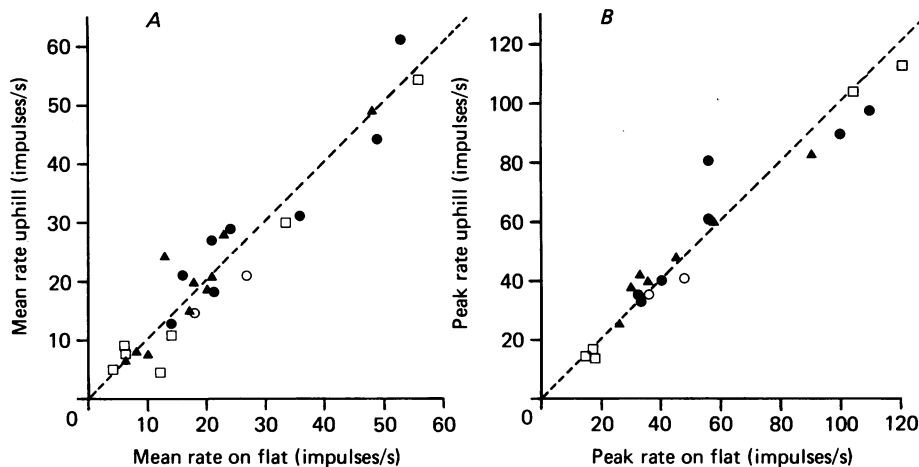 A
60
50
40
30
20
10
0
10 20 30 40 50 60
Mean rate uphill (impulses/s)
Mean rate on flat (impulses/s)
B
120
100
80
60
40
20
0
20 40 60 80 100 120
Peak rate uphill (impulses/s)
Peak rate on flat (impulses/s)